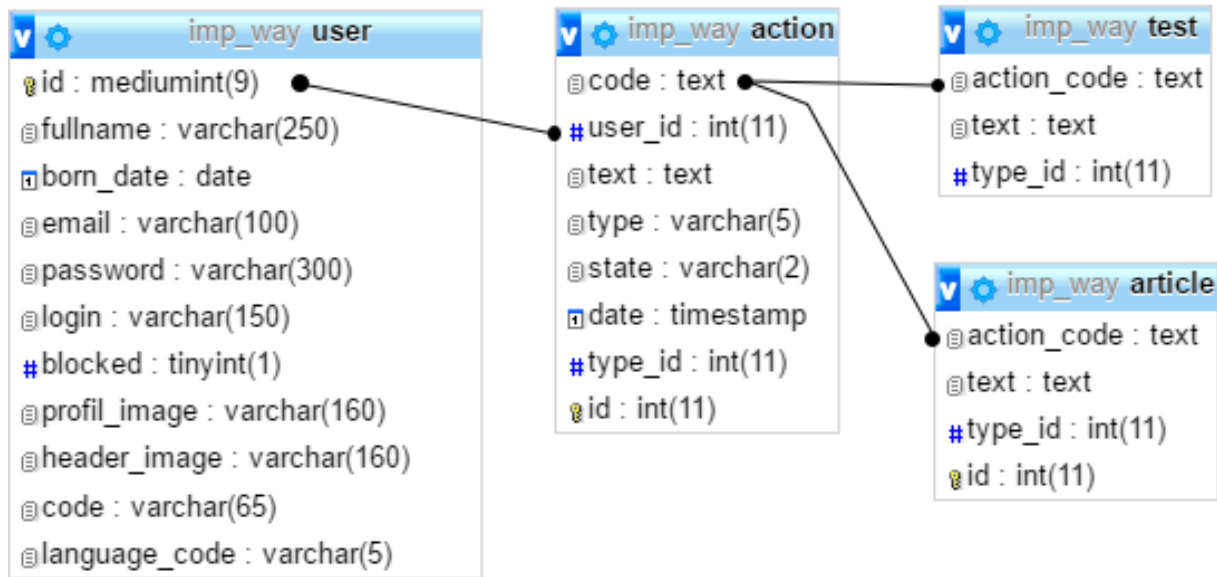 imp_way user
id : mediumint(9)
fullname : varchar(250)
born_date : date
email : varchar(100)
password : varchar(300)
login : varchar(150)
blocked : tinyint(1)
profil_image : varchar(160)
header_image : varchar(160)
code : varchar(65)
language_code : varchar(5)
imp_way action
code : text
user_id : int(11)
text : text
type : varchar(5)
state : varchar(2)
date : timestamp
type_id : int(11)
id : int(11)
imp_way test
action_code : text
text : text
type_id : int(11)
imp_way article
action_code : text
text : text
type_id : int(11)
id : int(11)